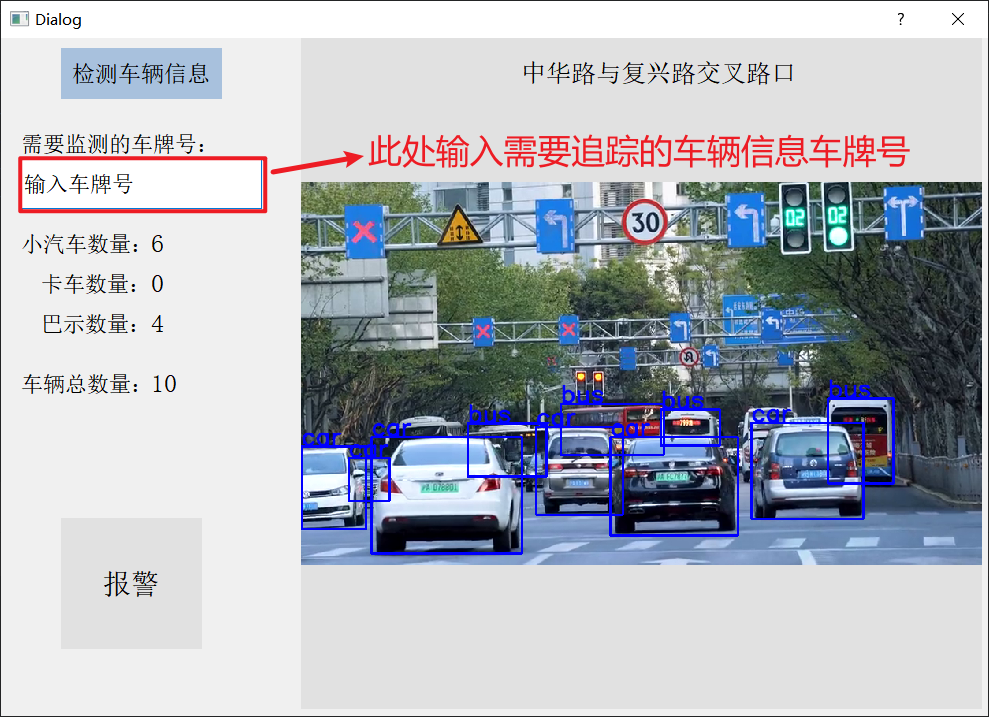 Dialog
?
检测车辆信息
中华路与复兴路交叉路口
需要监测的车牌号：
此处输入需要追踪的车辆信息车牌号
输入车牌号
小汽车数量：6
卡车数量：0
巴示数量：4
车辆总数量：10
报警
30
02
02
bus
bus
bus
bus
car
car
car
car
car
car